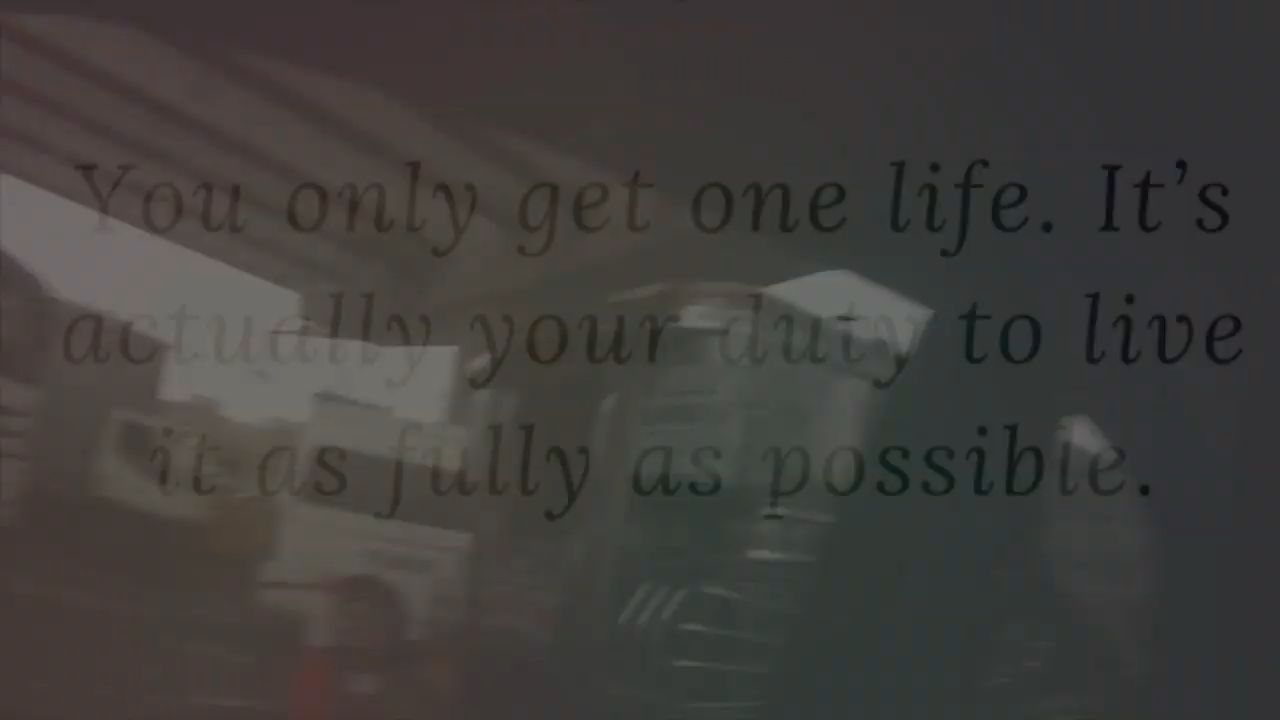 You only get one life. It’s
actually your duty to live
it as fully as possible.